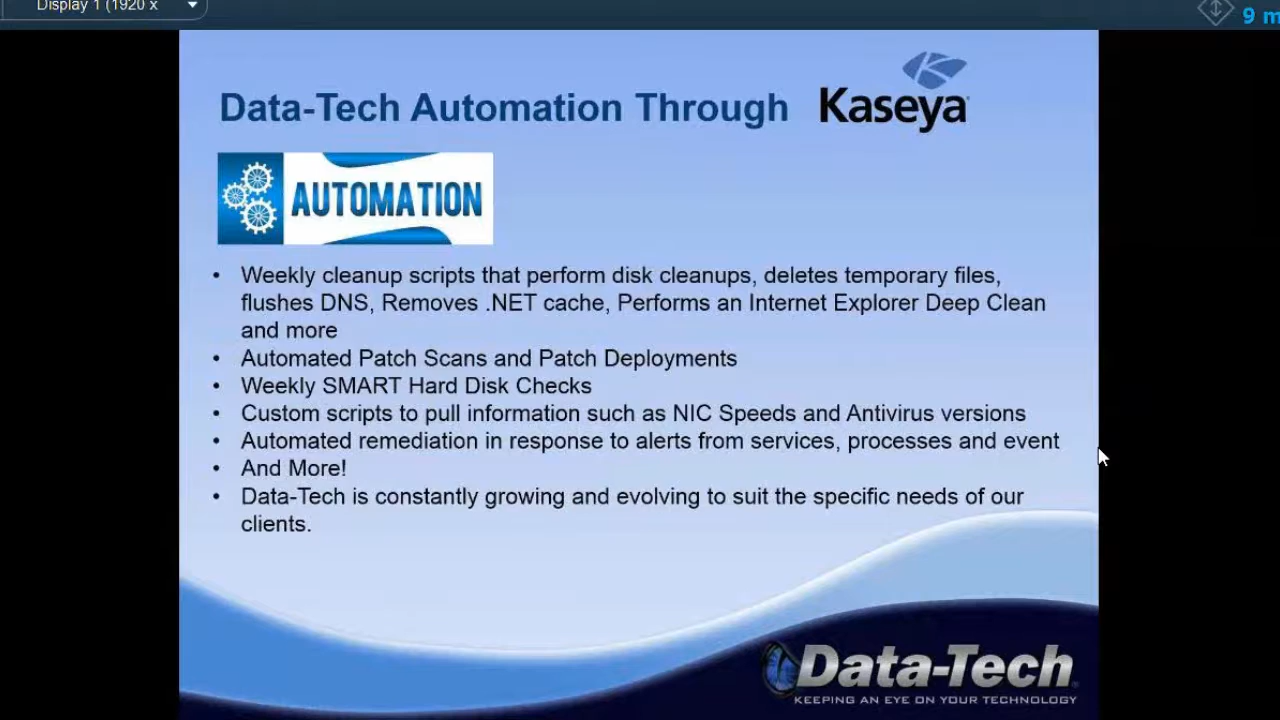 Display 1 (1920 x
9 m
Data-Tech Automation Through Kaseya
AUTOMATION
• Weekly cleanup scripts that perform disk cleanups, deletes temporary files,
flushes DNS, Removes .NET cache, Performs an Internet Explorer Deep Clean
and more
• Automated Patch Scans and Patch Deployments
• Weekly SMART Hard Disk Checks
• Custom scripts to pull information such as NIC Speeds and Antivirus versions
• Automated remediation in response to alerts from services, processes and event
• And More!
• Data-Tech is constantly growing and evolving to suit the specific needs of our
clients.
Data-Tech
KEEPING AN EYE ON YOUR TECHNOLOGY